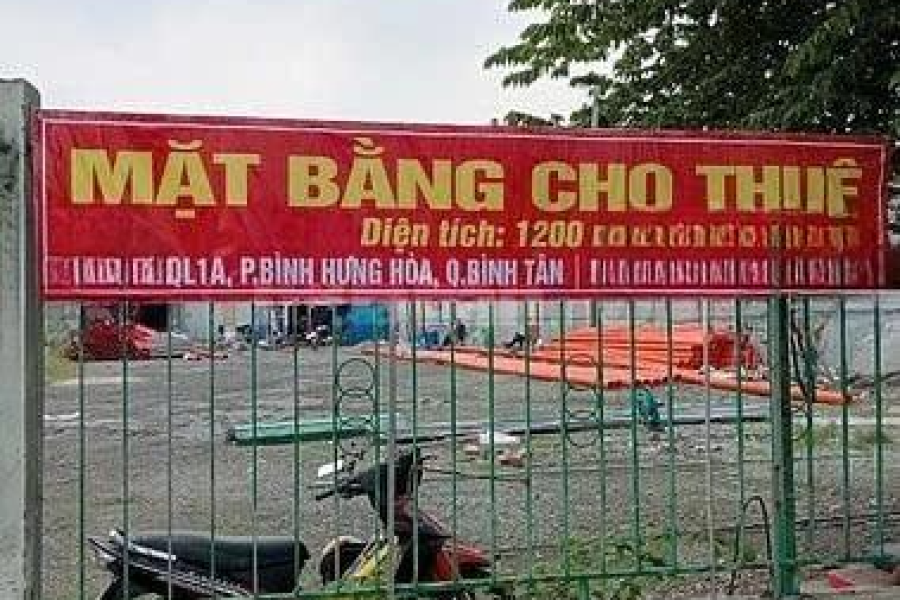 MẶT BẰNG CHO THUÊ
Diện tích: 1200
QL1A, P.BÌNH HƯNG HÒA, Q.BÌNH TÂN